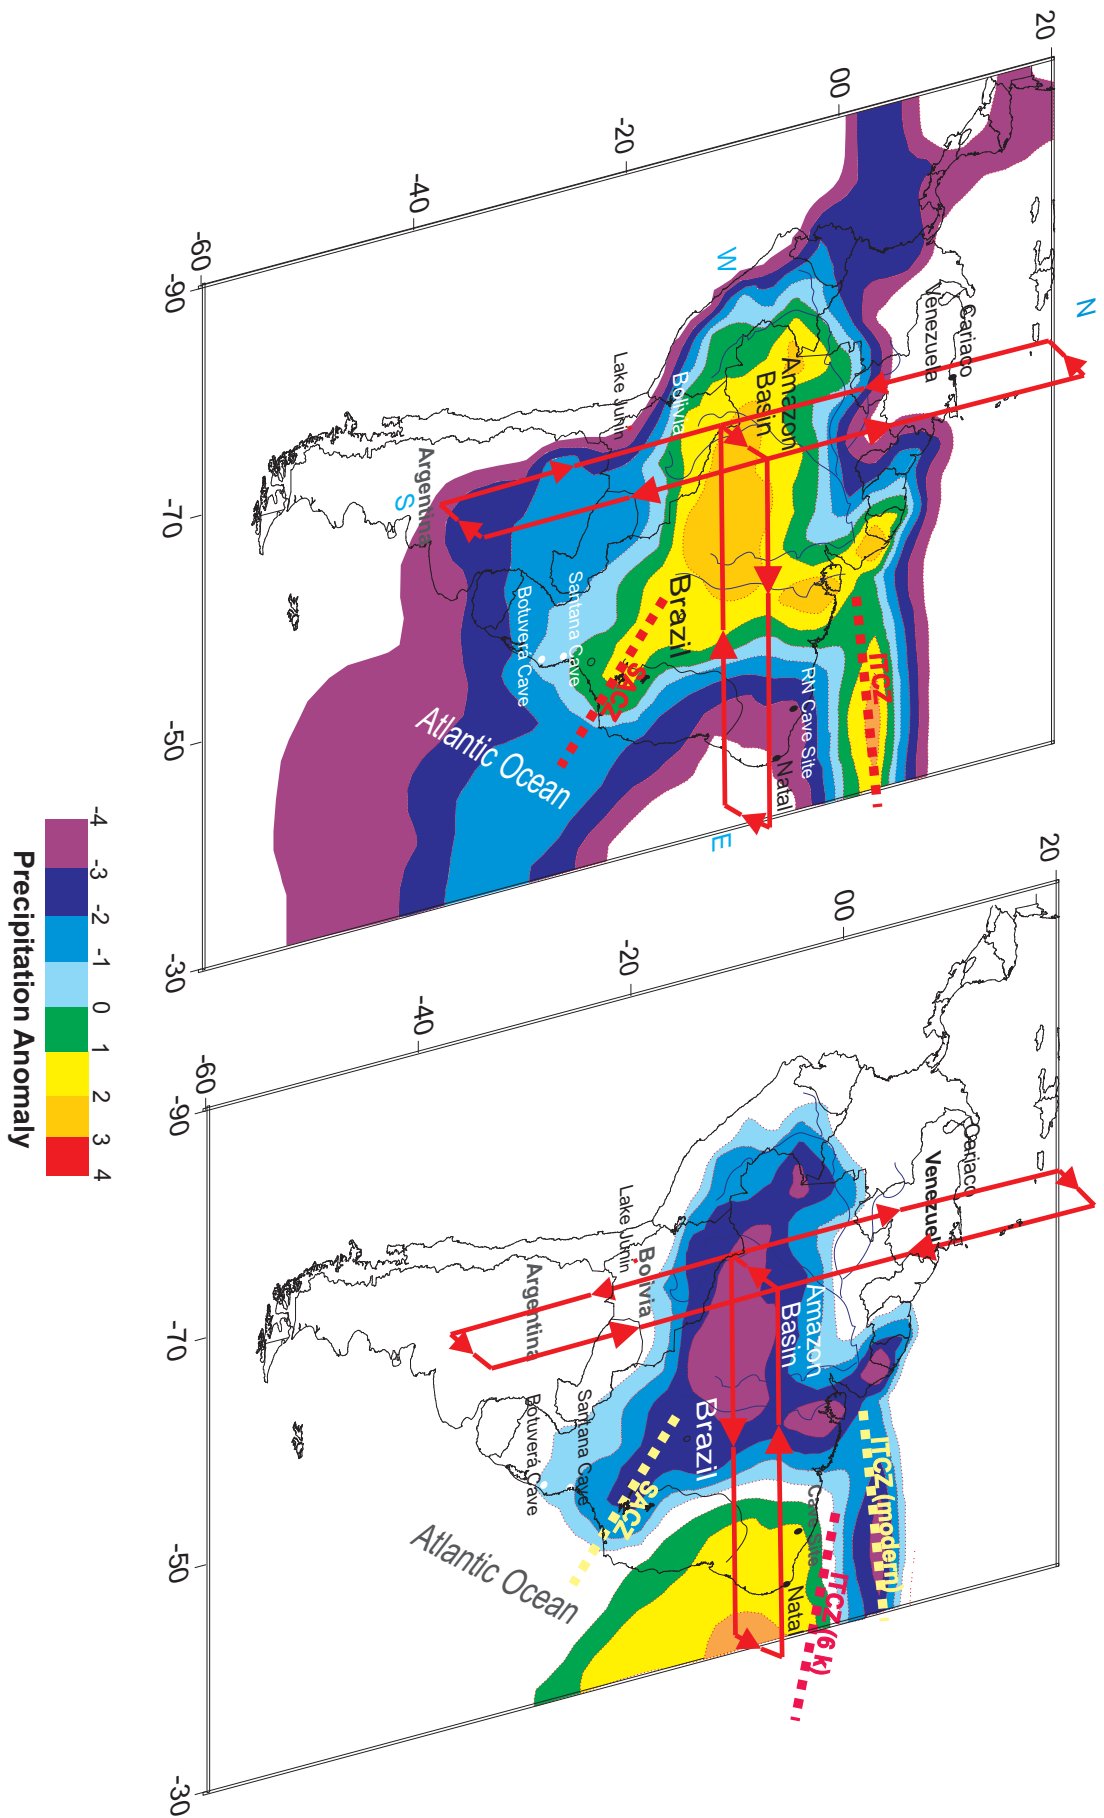 20
00
-20
-40
-60
-90
-70
-50
-30
N
W
S
E
Cariaco
Venezuela
Amazon
Basin
Bolivia
Lake Junin
Argentina
Brazil
SACZ
ITCZ
RN Cave Site
Natal
Santana Cave
Botuverá Cave
Atlantic Ocean
20
00
-20
-40
-60
-90
-70
-50
-30
Cariaco
Venezuela
Amazon
Basin
Bolivia
Lake Junin
Argentina
Brazil
SACZ
ITCZ (modern)
ITCZ (6 k)
Cave Site
Natal
Santana Cave
Botuverá Cave
Atlantic Ocean
-4 -3 -2 -1 0 1 2 3 4
Precipitation Anomaly